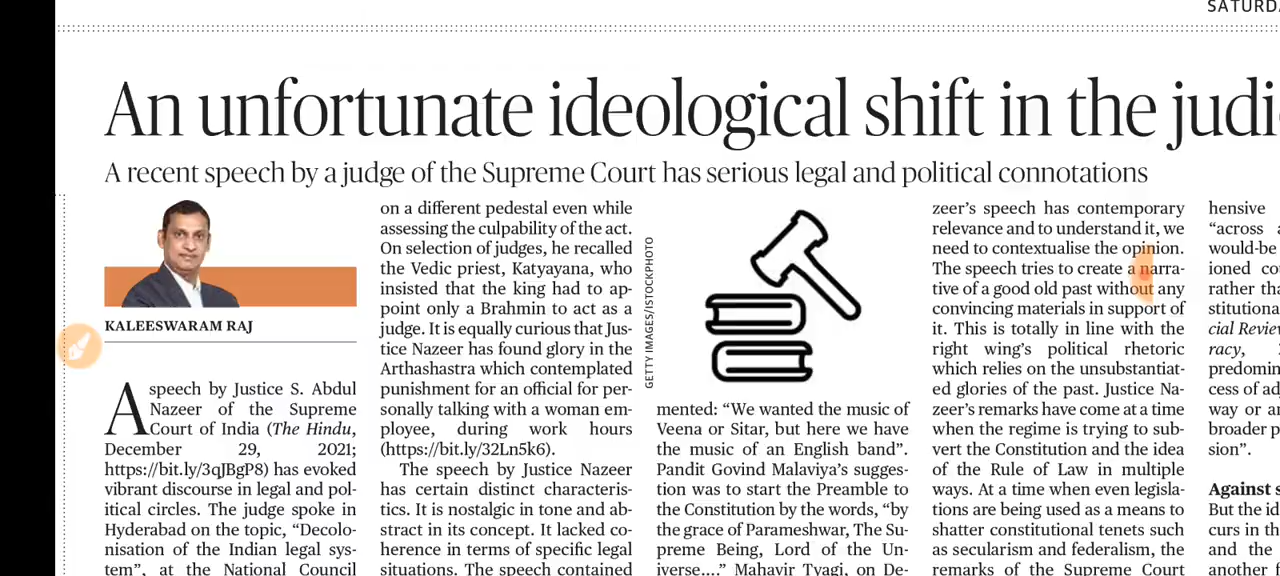 SATURDA
An unfortunate ideological shift in the judi
A recent speech by a judge of the Supreme Court has serious legal and political connotations
KALEESWARAM RAJ
A speech by Justice S. Abdul
Nazeer of the Supreme
Court of India (The Hindu,
December 29, 2021;
https://bit.ly/3qJBgP8) has evoked
vibrant discourse in legal and pol-
itical circles. The judge spoke in
Hyderabad on the topic, “Decolo-
nisation of the Indian legal sys-
tem”, at the National Council
on a different pedestal even while
assessing the culpability of the act.
On selection of judges, he recalled
the Vedic priest, Katyayana, who
insisted that the king had to ap-
point only a Brahmin to act as a
judge. It is equally curious that Jus-
tice Nazeer has found glory in the
Arthashastra which contemplated
punishment for an official for per-
sonally talking with a woman em-
ployee, during work hours
(https://bit.ly/32Ln5k6).
The speech by Justice Nazeer
has certain distinct characteris-
tics. It is nostalgic in tone and ab-
stract in its concept. It lacked co-
herence in terms of specific legal
situations. The speech contained
GETTY IMAGES/ISTOCKPHOTO
mented: “We wanted the music of
Veena or Sitar, but here we have
the music of an English band”.
Pandit Govind Malaviya’s sugges-
tion was to start the Preamble to
the Constitution by the words, “by
the grace of Parameshwar, The Su-
preme Being, Lord of the Un-
iverse....” Mahavir Tyagi, on De-
zeer’s speech has contemporary
relevance and to understand it, we
need to contextualise the opinion.
The speech tries to create a narra-
tive of a good old past without any
convincing materials in support of
it. This is totally in line with the
right wing’s political rhetoric
which relies on the unsubstantiat-
ed glories of the past. Justice Na-
zeer’s remarks have come at a time
when the regime is trying to sub-
vert the Constitution and the idea
of the Rule of Law in multiple
ways. At a time when even legisla-
tions are being used as a means to
shatter constitutional tenets such
as secularism and federalism, the
remarks of the Supreme Court
hensive
“across a
would-be
ioned co
rather tha
stitutional
cial Review
racy,
predomin
cess of ad
way or an
broader p
sion”.
Against s
But the id
curs in th
and the
another f